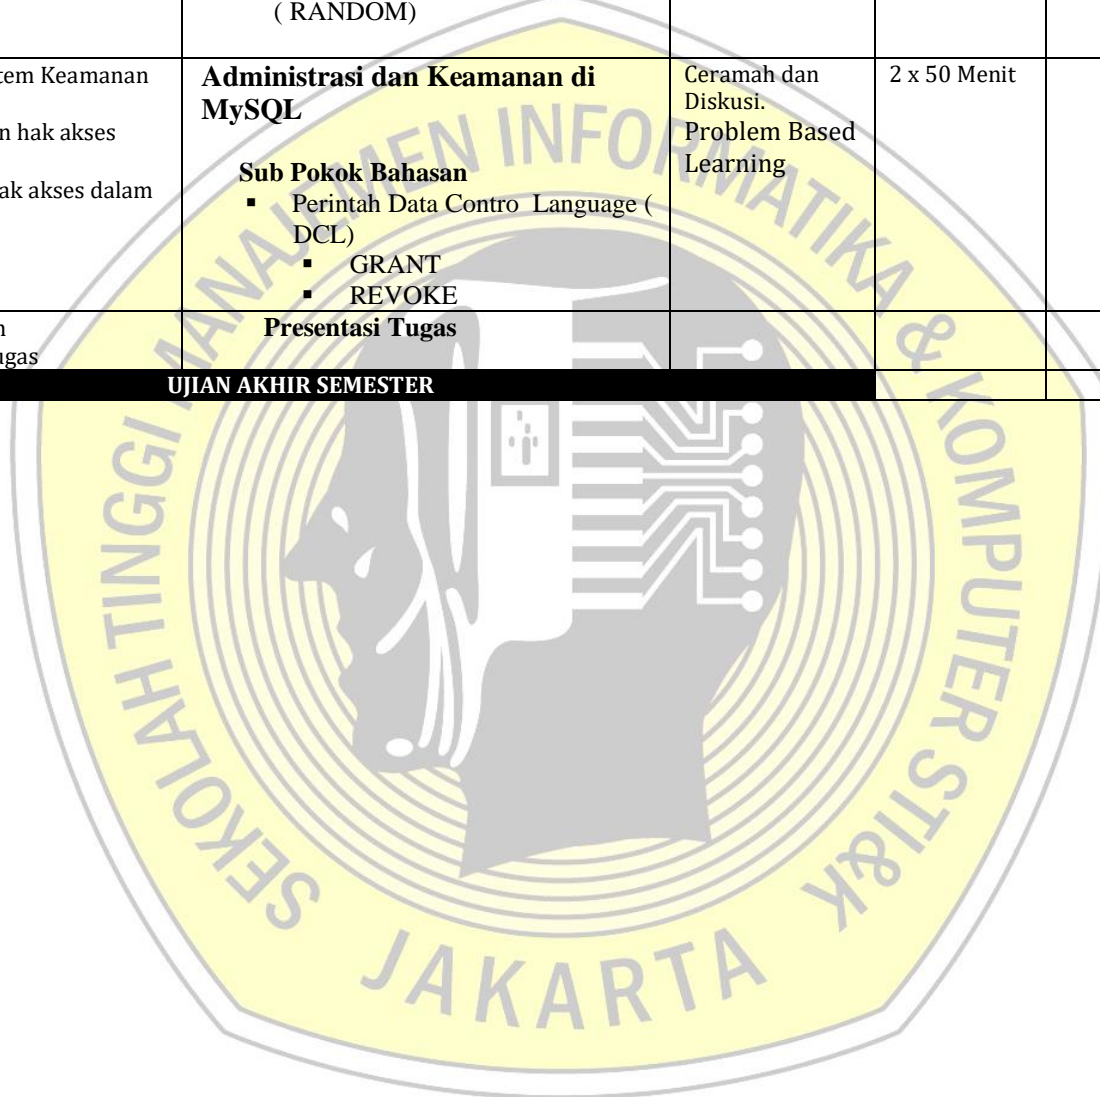 ( RANDOM)
tem Keamanan
n hak akses
ak akses dalam
Administrasi dan Keamanan di
MySQL
Sub Pokok Bahasan
▪ Perintah Data Contro Language (
DCL)
▪ GRANT
▪ REVOKE
Ceramah dan
Diskusi.
Problem Based
Learning
2 x 50 Menit
n
ugas
Presentasi Tugas
UJIAN AKHIR SEMESTER
SEKOLAH TINGGI MANAJEMEN INFORMATIKA & KOMPUTER STI&K
JAKARTA